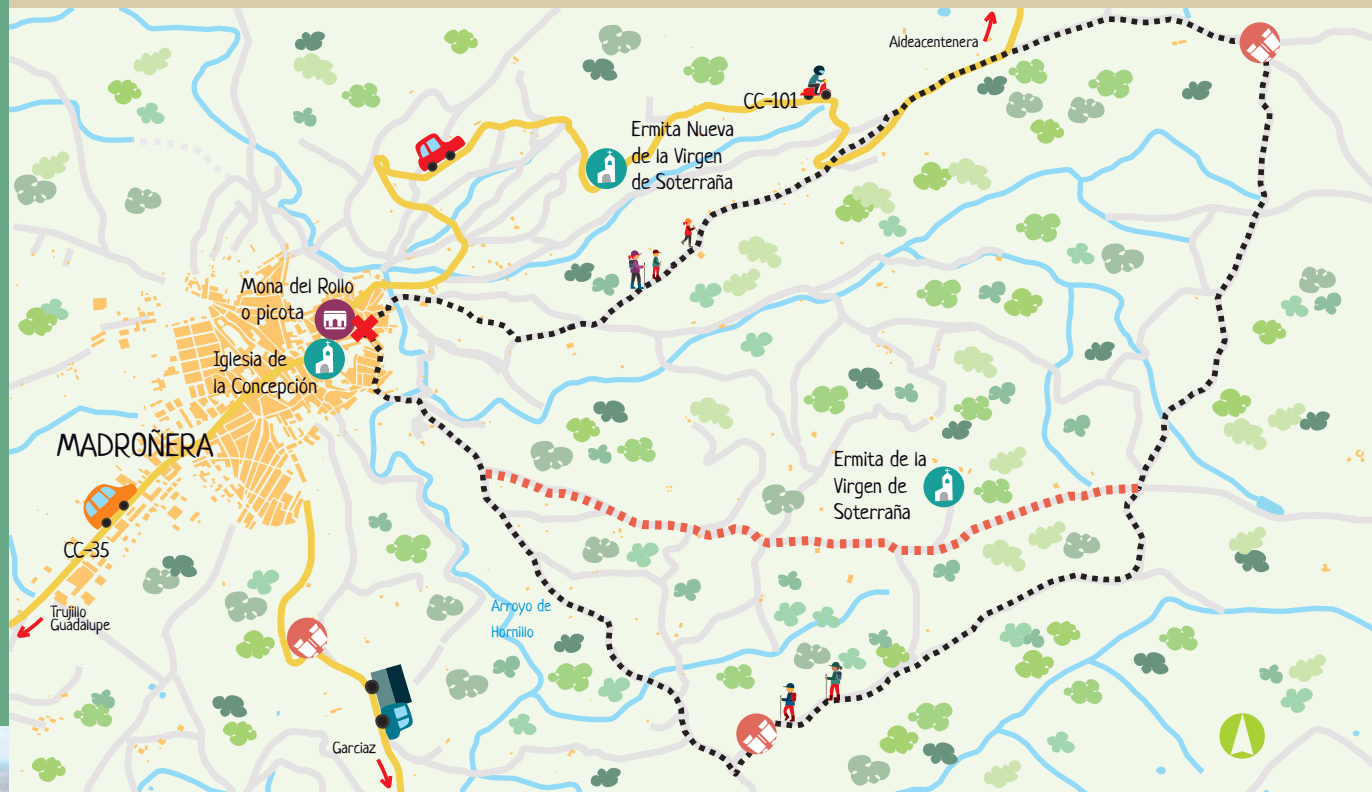 Aldeacentenera
CC-101
Ermita Nueva
de la Virgen
de Soterraña
Mona del Rollo
o picota
Iglesia de
la Concepción
MADROÑERA
Ermita de la
Virgen de
Soterraña
CC-35
Trujillo
Guadalupe
Arroyo de
Hornillo
Garciaz